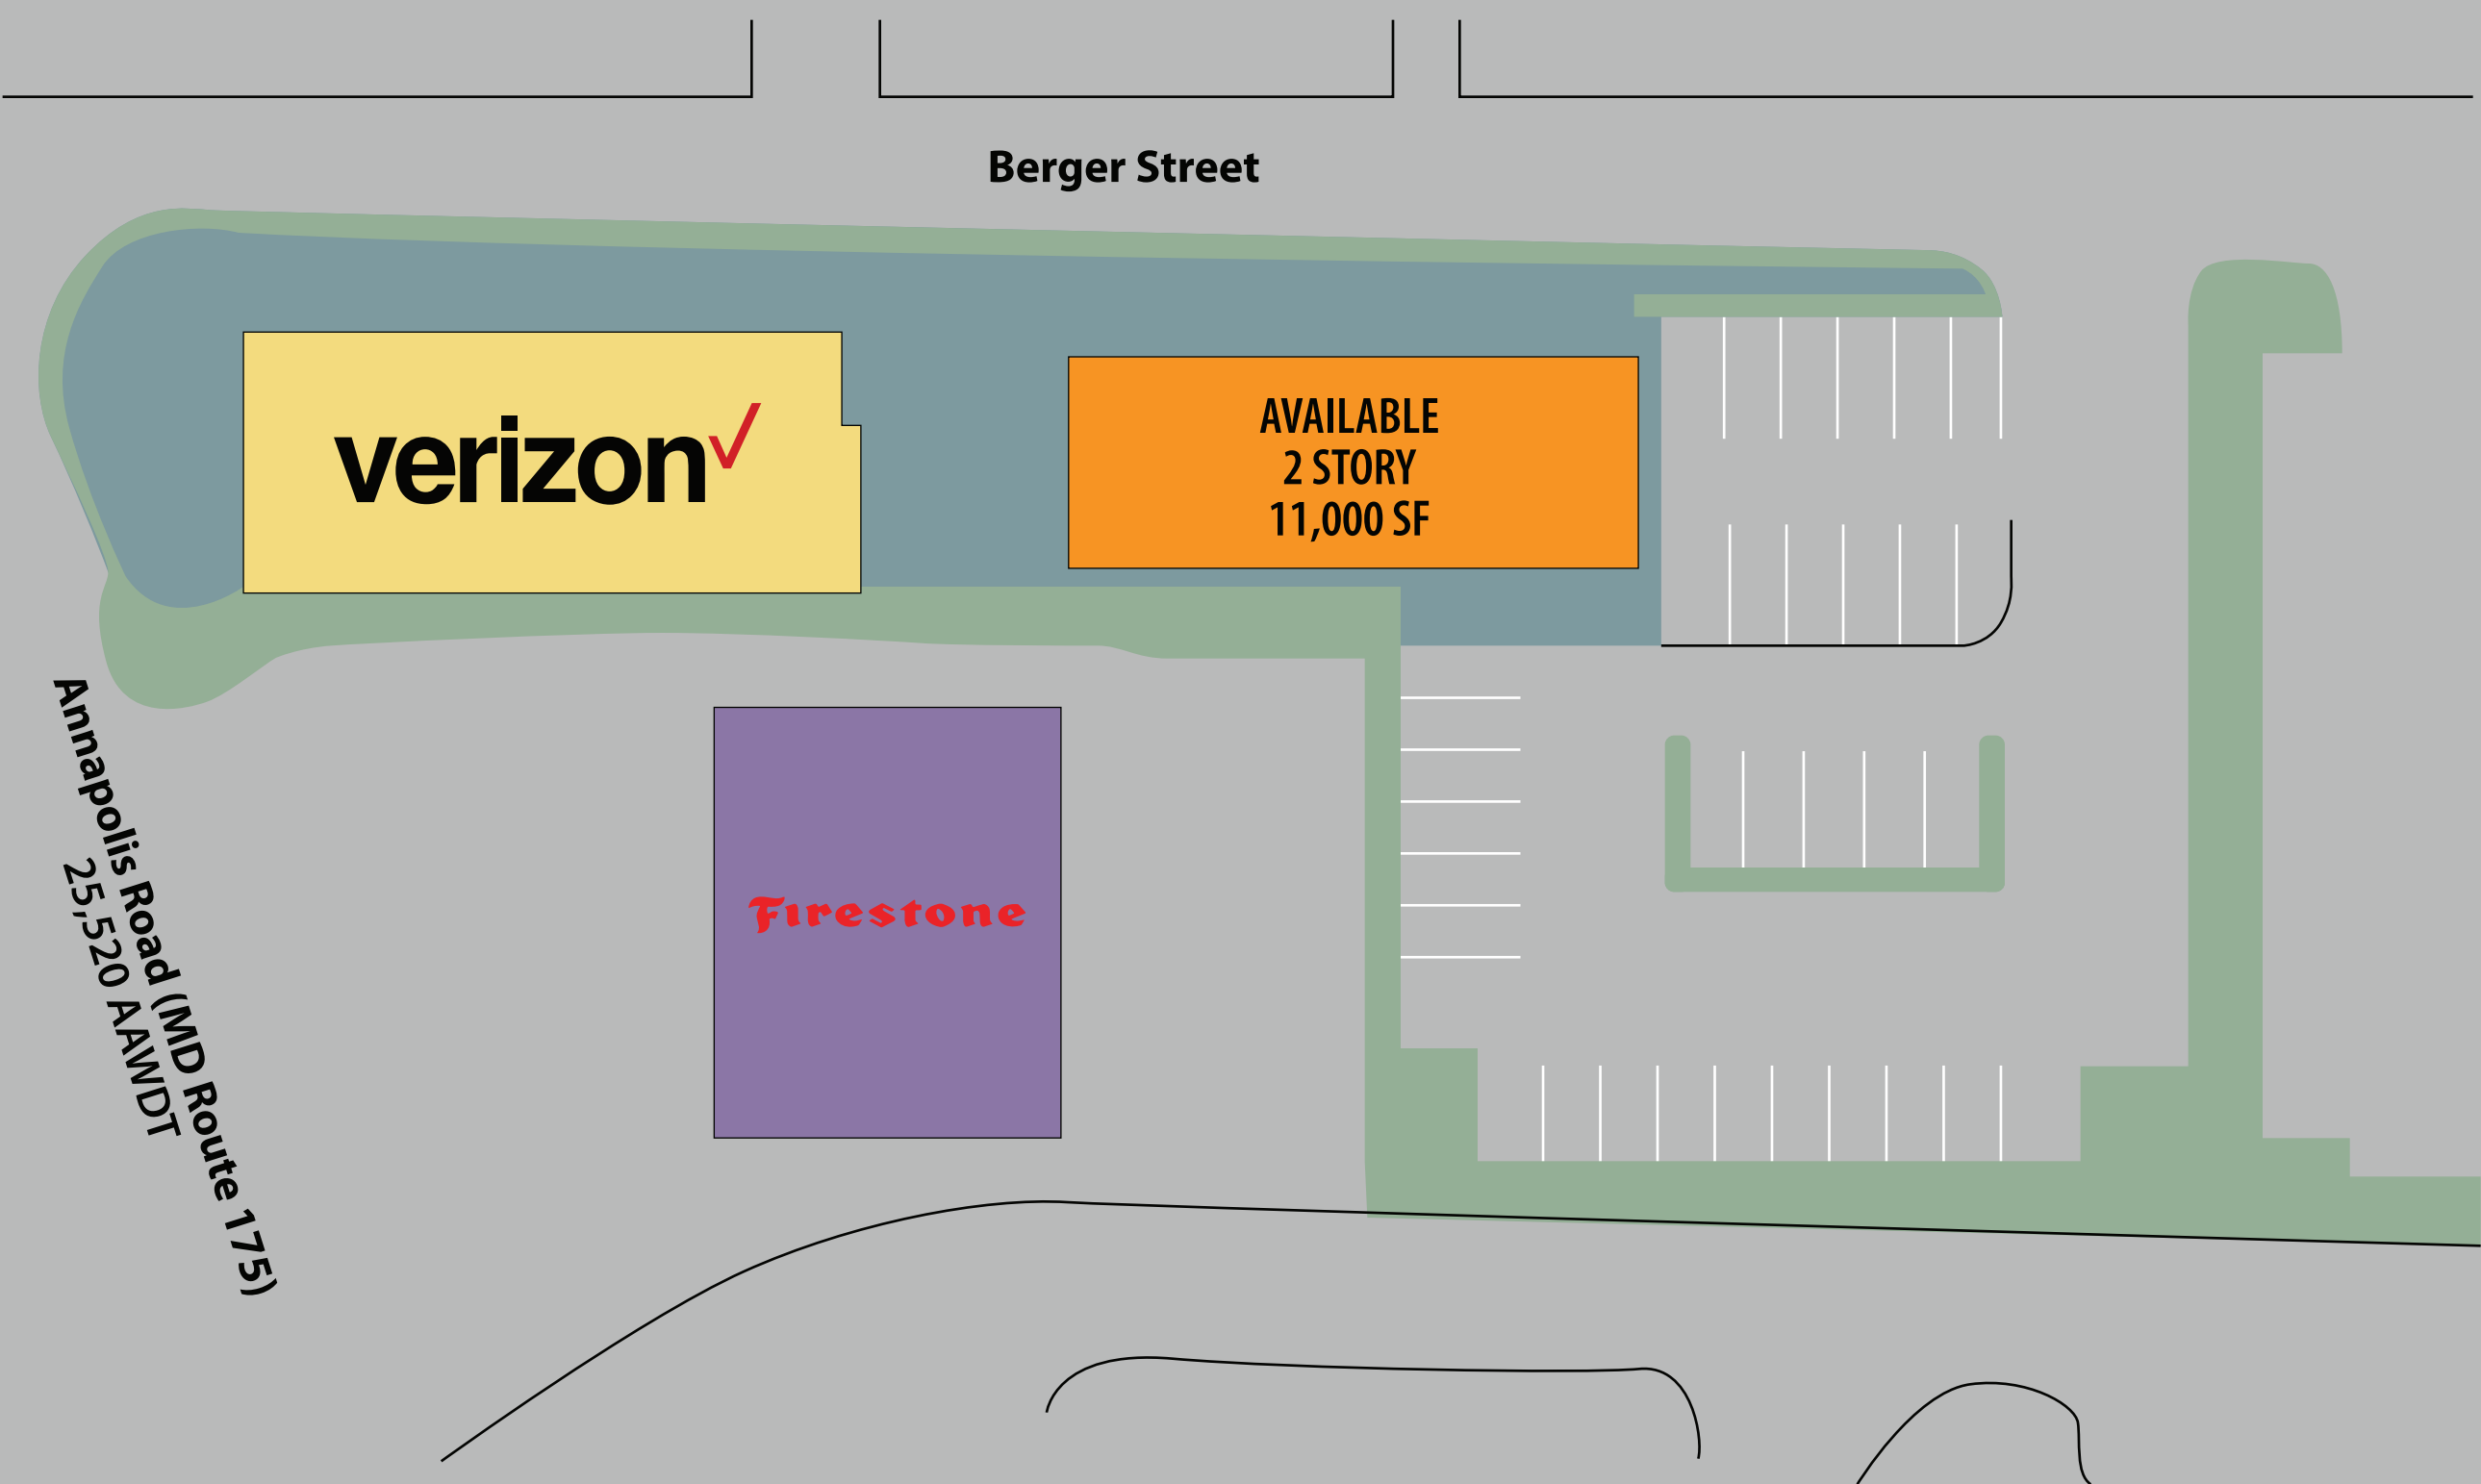 Berger Street
verizon
AVAILABLE
2 STORY
11,000 SF
Firestone
Annapolis Road (MD Route 175)
25,520 AAWDT